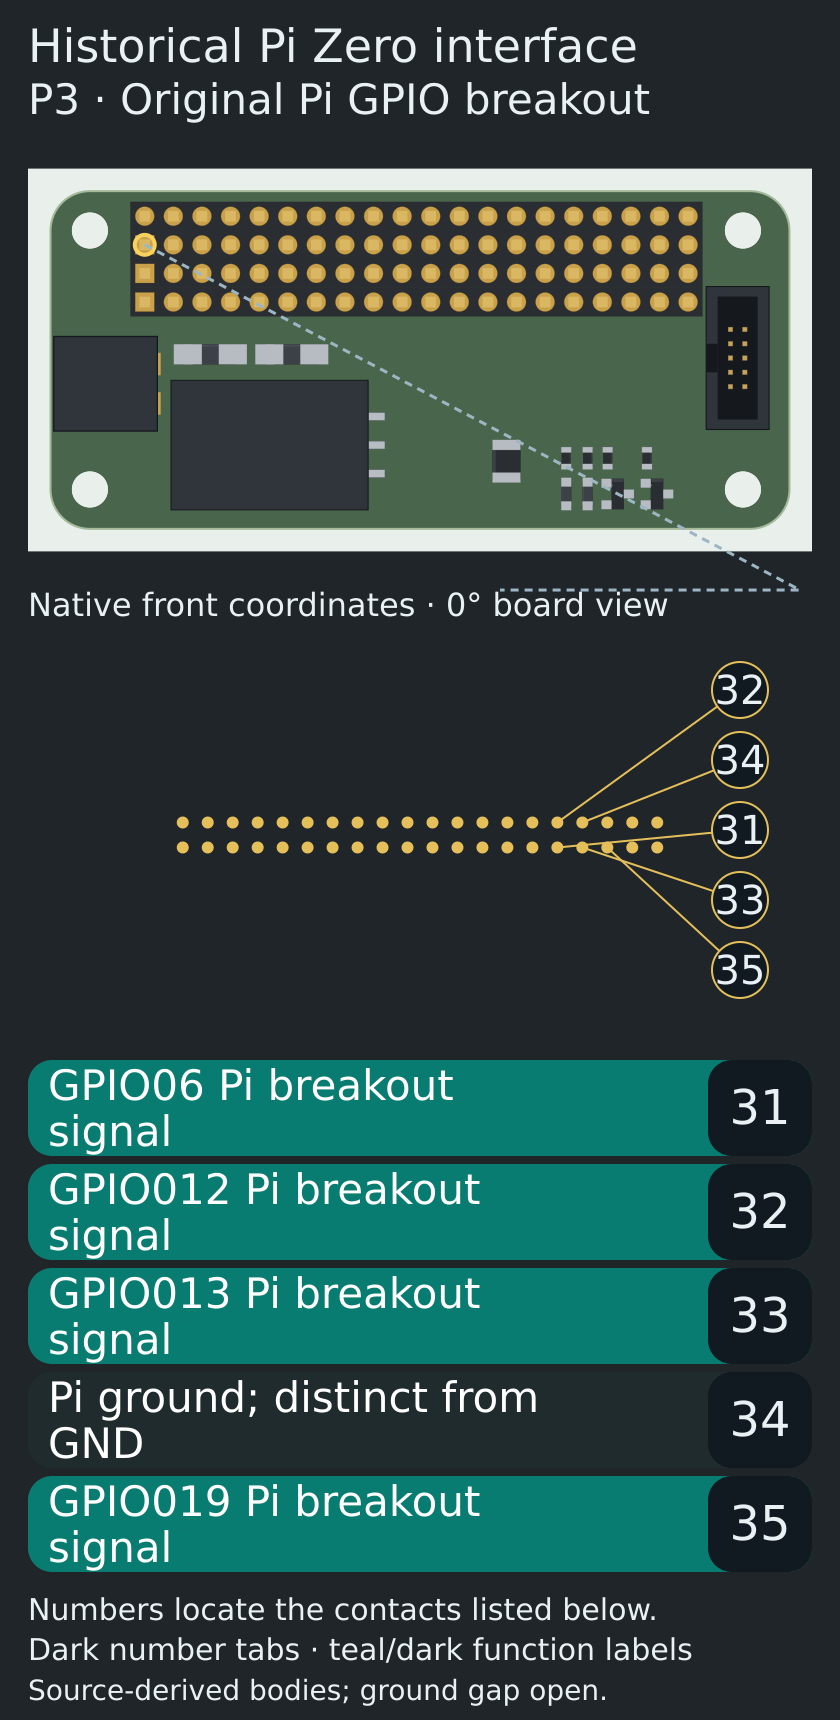 Historical Pi Zero interface
P3 · Original Pi GPIO breakout
Native front coordinates · 0° board view
32
34
31
33
35
GPIO06 Pi breakout
signal
31
GPIO012 Pi breakout
signal
32
GPIO013 Pi breakout
signal
33
Pi ground; distinct from
GND
34
GPIO019 Pi breakout
signal
35
Numbers locate the contacts listed below.
Dark number tabs · teal/dark function labels
Source-derived bodies; ground gap open.